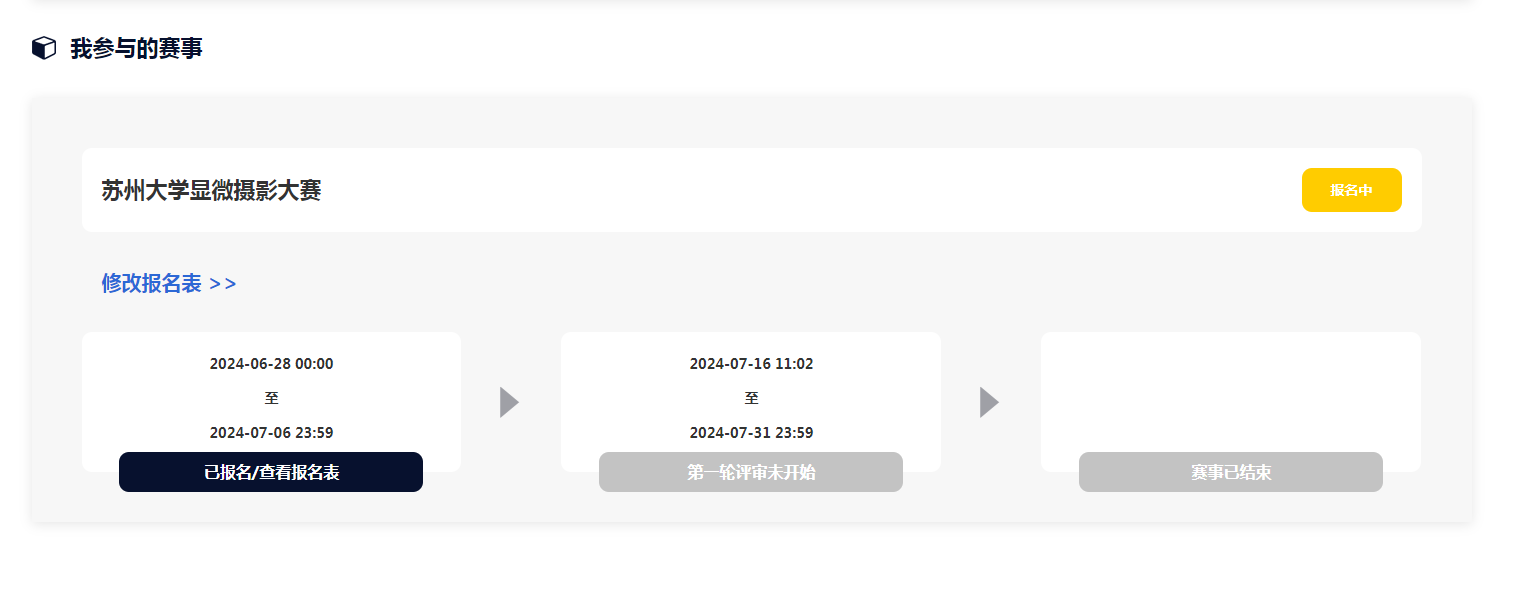 我参与的赛事
苏州大学显微摄影大赛
报名中
修改报名表 >>
2024-06-28 00:00
至
2024-07-06 23:59
已报名/查看报名表
2024-07-16 11:02
至
2024-07-31 23:59
第一轮评审未开始
赛事已结束